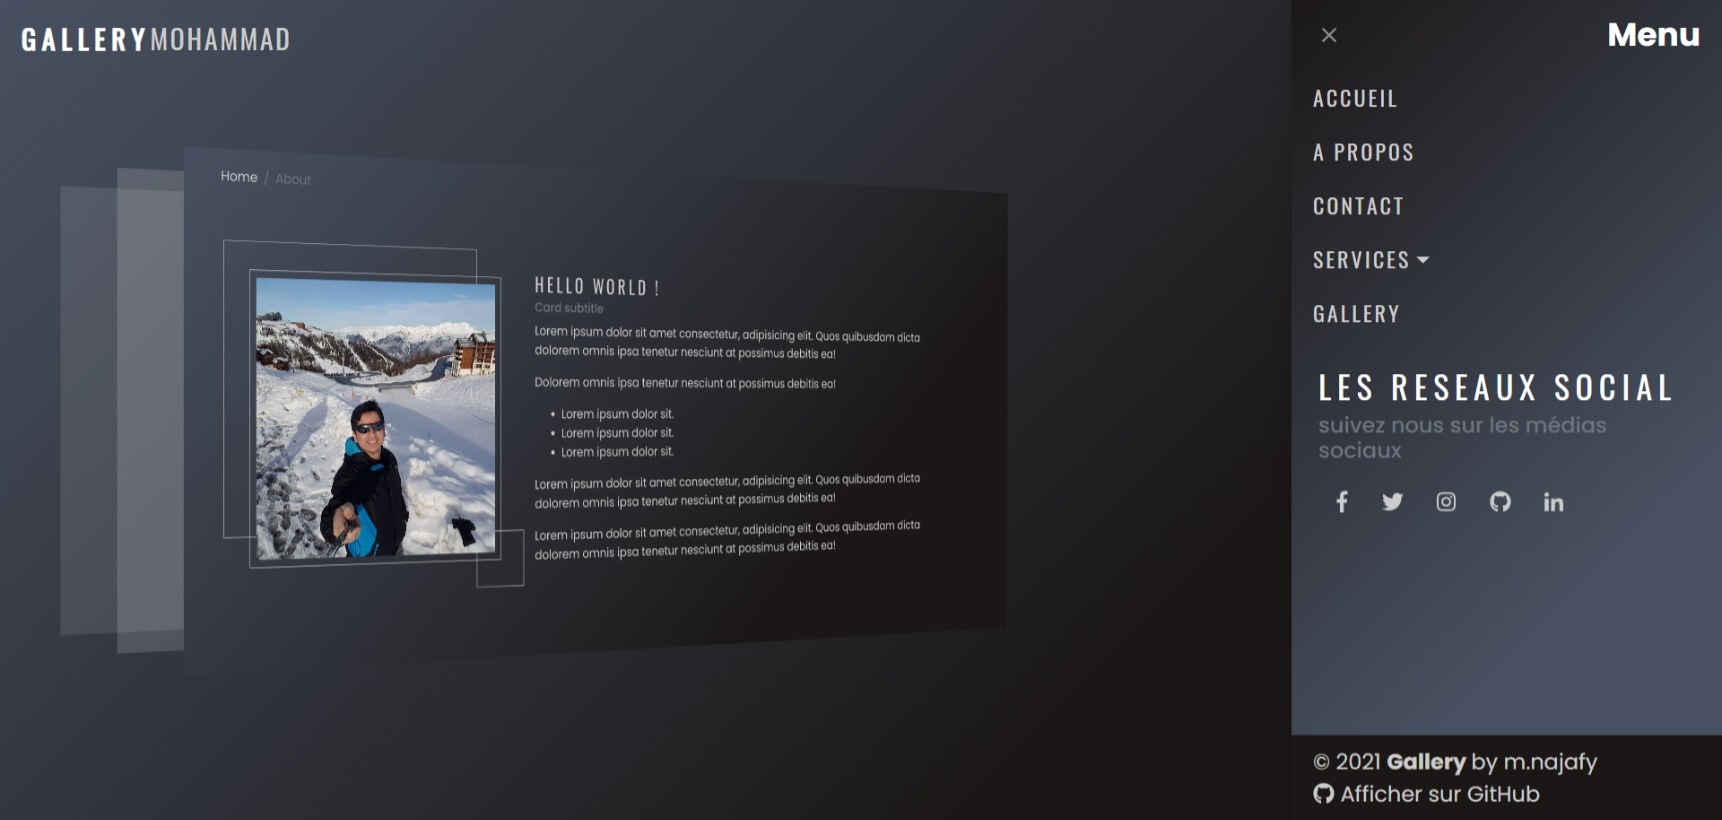 GALLERYMOHAMMAD
Home / About
HELLO WORLD !
Card subtitle
Lorem ipsum dolor sit amet consectetur, adipisicing elit. Quos quibusdam dicta
dolorem omnis ipsa tenetur nesciunt at possimus debitis ea!
Dolorem omnis ipsa tenetur nesciunt at possimus debitis ea!
• Lorem ipsum dolor sit.
• Lorem ipsum dolor sit.
• Lorem ipsum dolor sit.
Lorem ipsum dolor sit amet consectetur, adipisicing elit. Quos quibusdam dicta
dolorem omnis ipsa tenetur nesciunt at possimus debitis ea!
Lorem ipsum dolor sit amet consectetur, adipisicing elit. Quos quibusdam dicta
dolorem omnis ipsa tenetur nesciunt at possimus debitis ea!
Menu
ACCUEIL
A PROPOS
CONTACT
SERVICES
GALLERY
LES RESEAUX SOCIAL
suivez nous sur les médias
sociaux
© 2021 Gallery by m.najafy
Afficher sur GitHub